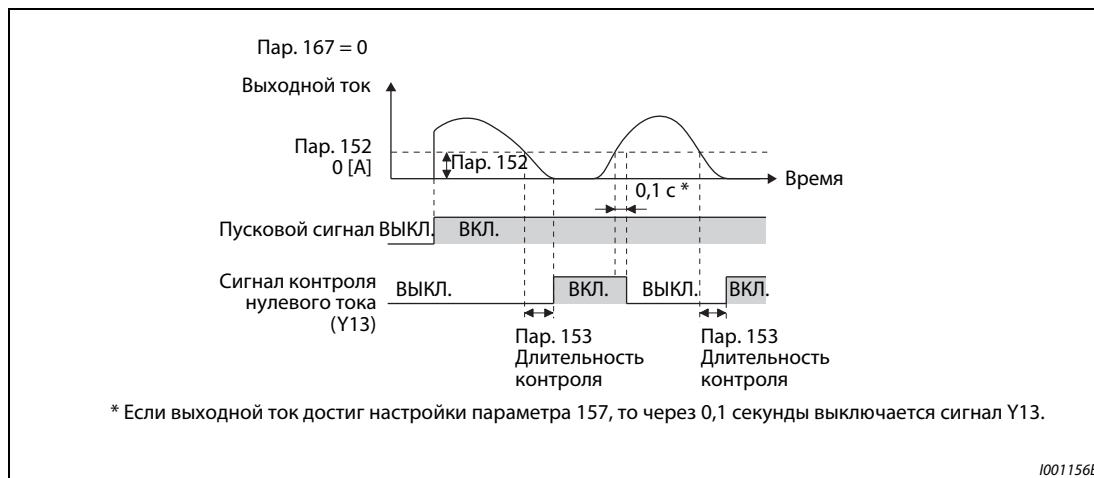 Пар. 167 = 0
Выходной ток
Пар. 152
0 [A]
Пар. 152
Время
0,1 с *
Пусковой сигнал
ВЫКЛ.
ВКЛ.
Сигнал контроля
нулевого тока
(Y13)
ВЫКЛ.
ВКЛ.
ВЫКЛ.
ВКЛ.
Пар. 153
Длительность
контроля
Пар. 153
Длительность
контроля
* Если выходной ток достиг настройки параметра 157, то через 0,1 секунды выключается сигнал Y13.
I001156E